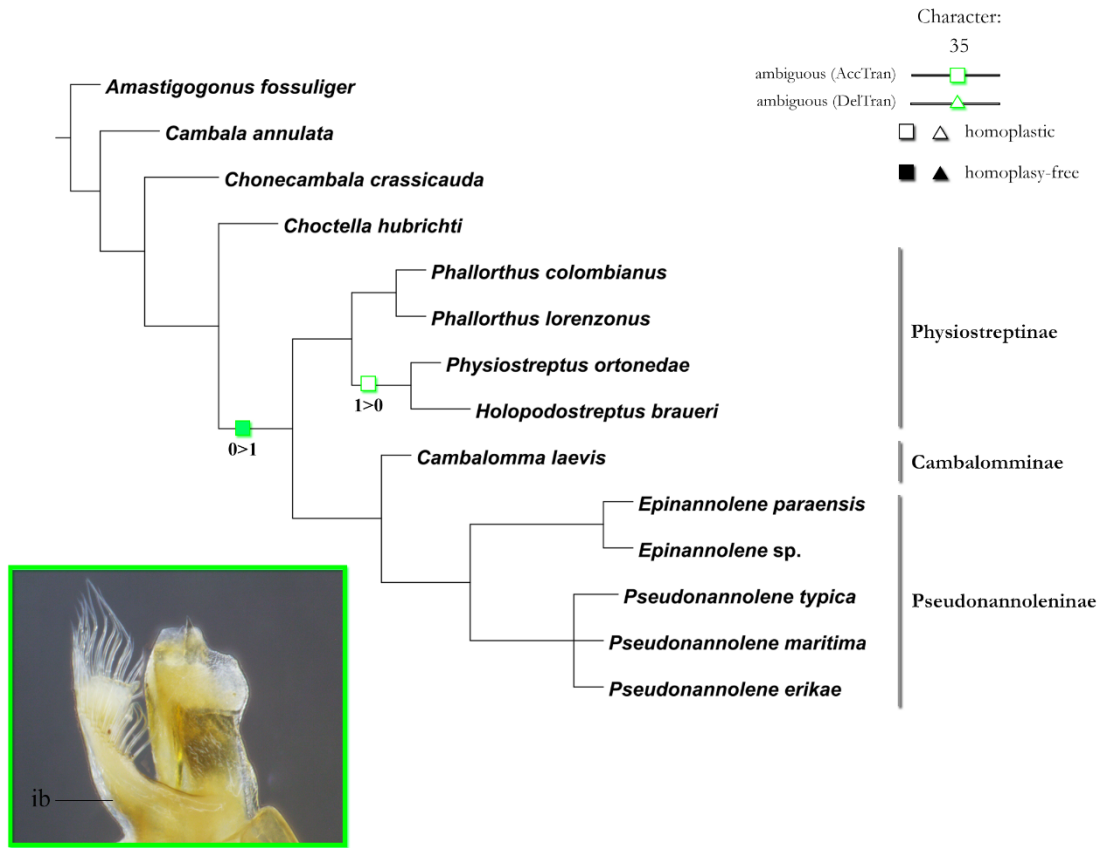 Character:
35
ambiguous (AccTran)
ambiguous (DelTran)
homoplastic
homoplasy-free
Amastigogonus fossuliger
Cambala annulata
Chonecambala crassicauda
Choctella hubrichti
Phallorthus colombianus
Phallorthus lorenzonus
Physiostreptinae
Physiostreptus ortonedae
1>0
Holopodostreptus braueri
0>1
Cambalomma laevis
Cambalomminae
Epinannolene paraensis
Epinannolene sp.
Pseudonannolene typica
Pseudonannoleninae
Pseudonannolene maritima
Pseudonannolene erikae
ib